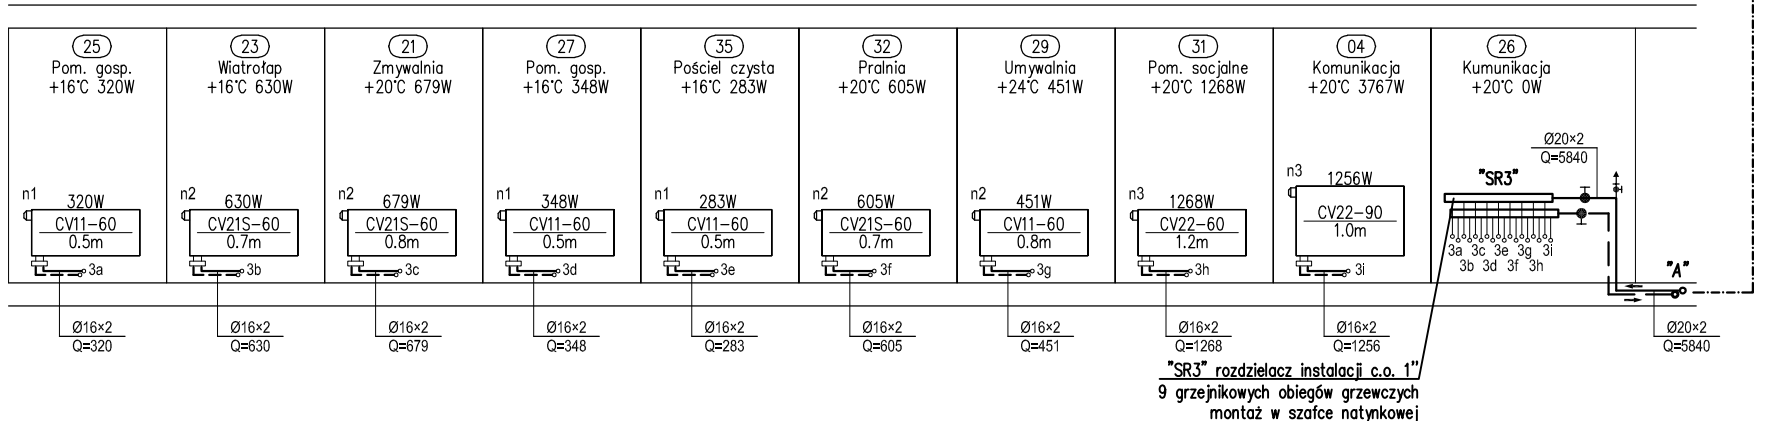 25
Pom. gosp.
+16°C 320W
n1
320W
CV11-60
0.5m
3a
Ø16×2
Q=320
23
Wiatrołap
+16°C 630W
n2
630W
CV21S-60
0.7m
3b
Ø16×2
Q=630
21
Zmywalnia
+20°C 679W
n2
679W
CV21S-60
0.8m
3c
Ø16×2
Q=679
27
Pom. gosp.
+16°C 348W
n1
348W
CV11-60
0.5m
3d
Ø16×2
Q=348
35
Pościel czysta
+16°C 283W
n1
283W
CV11-60
0.5m
3e
Ø16×2
Q=283
32
Pralnia
+20°C 605W
n2
605W
CV21S-60
0.7m
3f
Ø16×2
Q=605
29
Umywalnia
+24°C 451W
n2
451W
CV11-60
0.8m
3g
Ø16×2
Q=451
31
Pom. socjalne
+20°C 1268W
n3
1268W
CV22-60
1.2m
3h
Ø16×2
Q=1268
04
Komunikacja
+20°C 3767W
n3
1256W
CV22-90
1.0m
3i
Ø16×2
Q=1256
26
Kumunikacja
+20°C 0W
Ø20×2
Q=5840
"SR3"
3a 3c 3e 3g 3i
3b 3d 3f 3h
"A"
Ø20×2
Q=5840
"SR3" rozdzielacz instalacji c.o. 1"
9 grzejnikowych obiegów grzewczych
montaż w szafce natynkowej